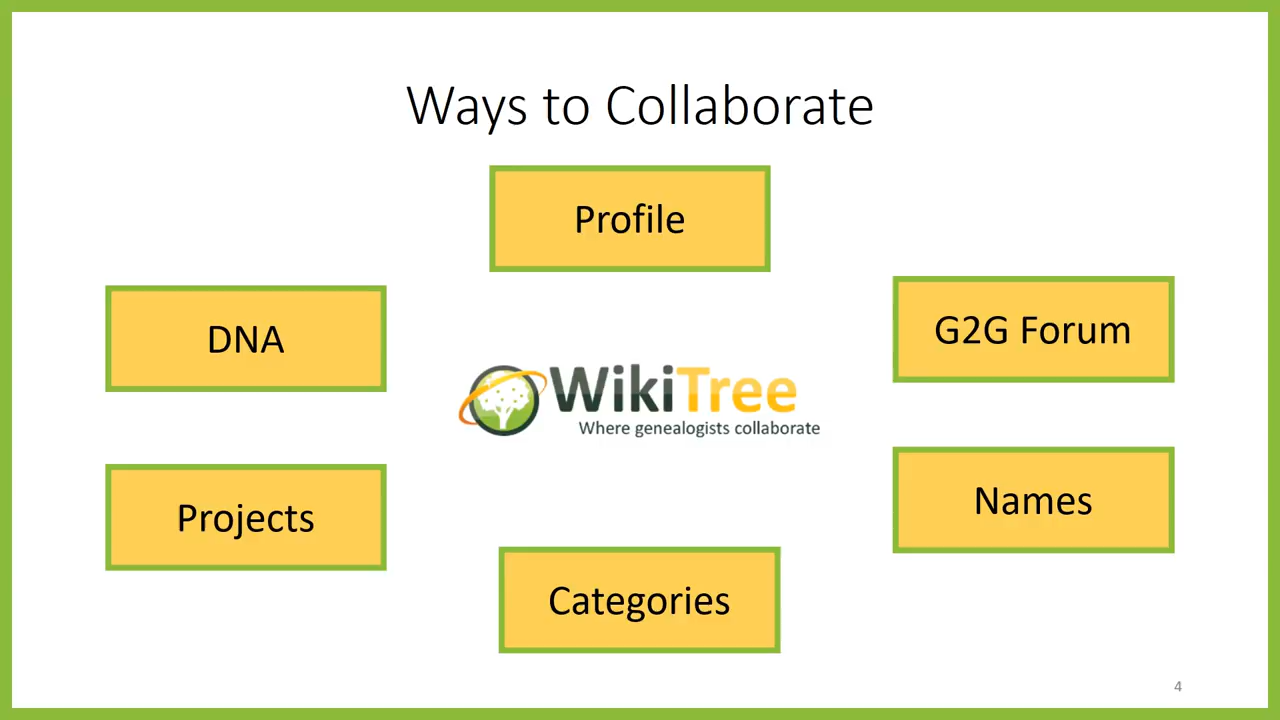 Ways to Collaborate
Profile
DNA
G2G Forum
WikiTree
Where genealogists collaborate
Projects
Names
Categories
4